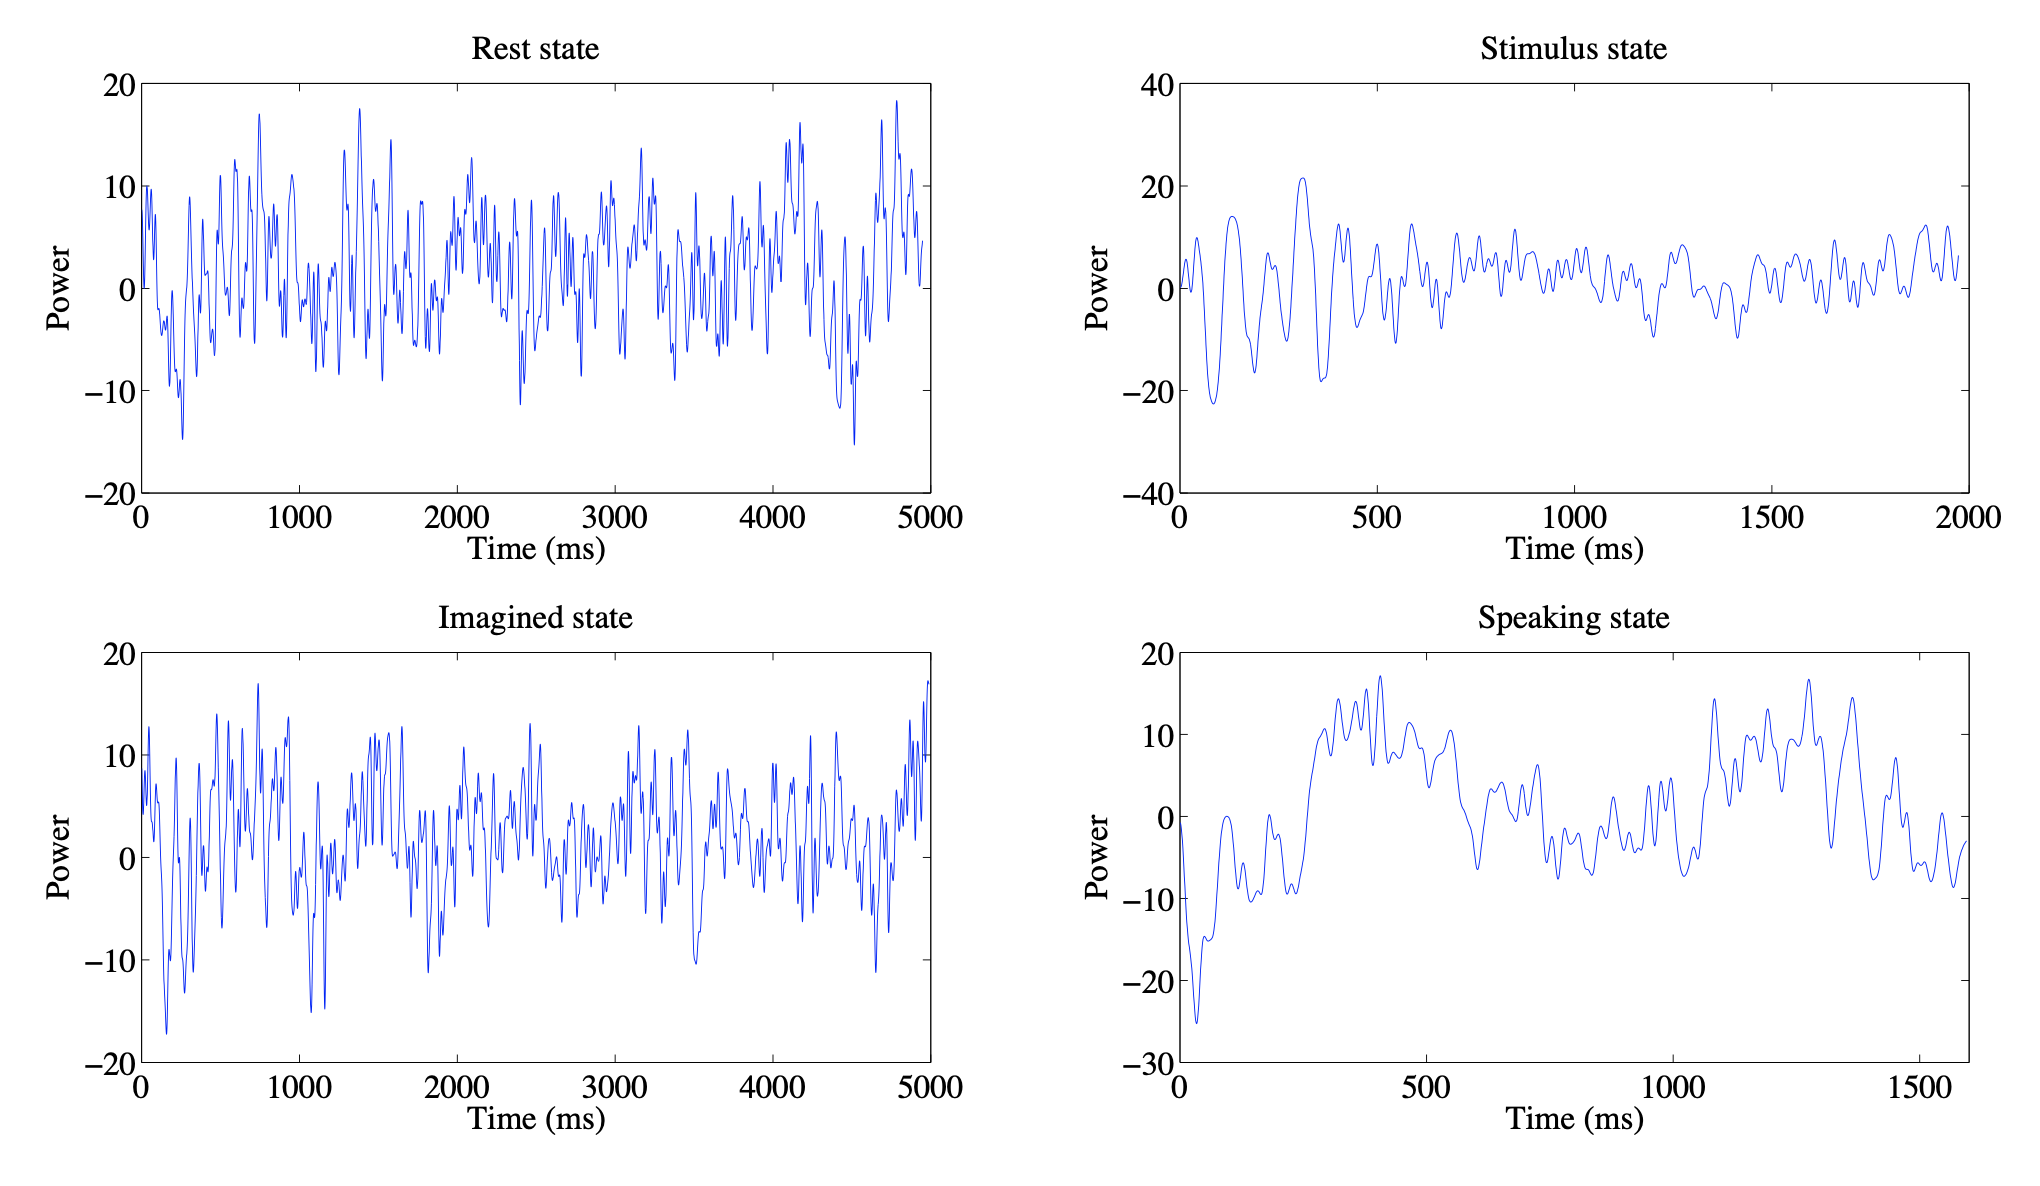 Rest state
20
10
0
−10
−20
Power
0 1000 2000 3000 4000 5000
Time (ms)
Stimulus state
40
20
0
−20
−40
Power
0 500 1000 1500 2000
Time (ms)
Imagined state
20
10
0
−10
−20
Power
0 1000 2000 3000 4000 5000
Time (ms)
Speaking state
20
10
0
−10
−20
−30
Power
0 500 1000 1500
Time (ms)